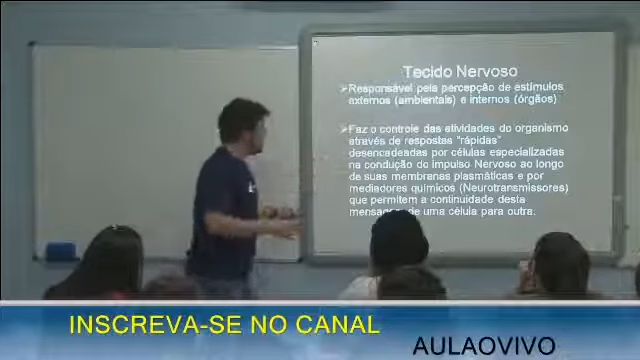 Tecido Nervoso
➢Responsável pela percepção de estímulos
externos (ambientais) e internos (órgãos)
➢Faz o controle das atividades do organismo
através de respostas "rápidas"
desencadeadas por células especializadas
na condução do impulso Nervoso ao longo
de suas membranas plasmáticas e por
mediadores químicos (Neurotransmissores)
que permitem a continuidade desta
de uma célula para outra.
INSCREVA-SE NO CANAL
AULAOVIVO